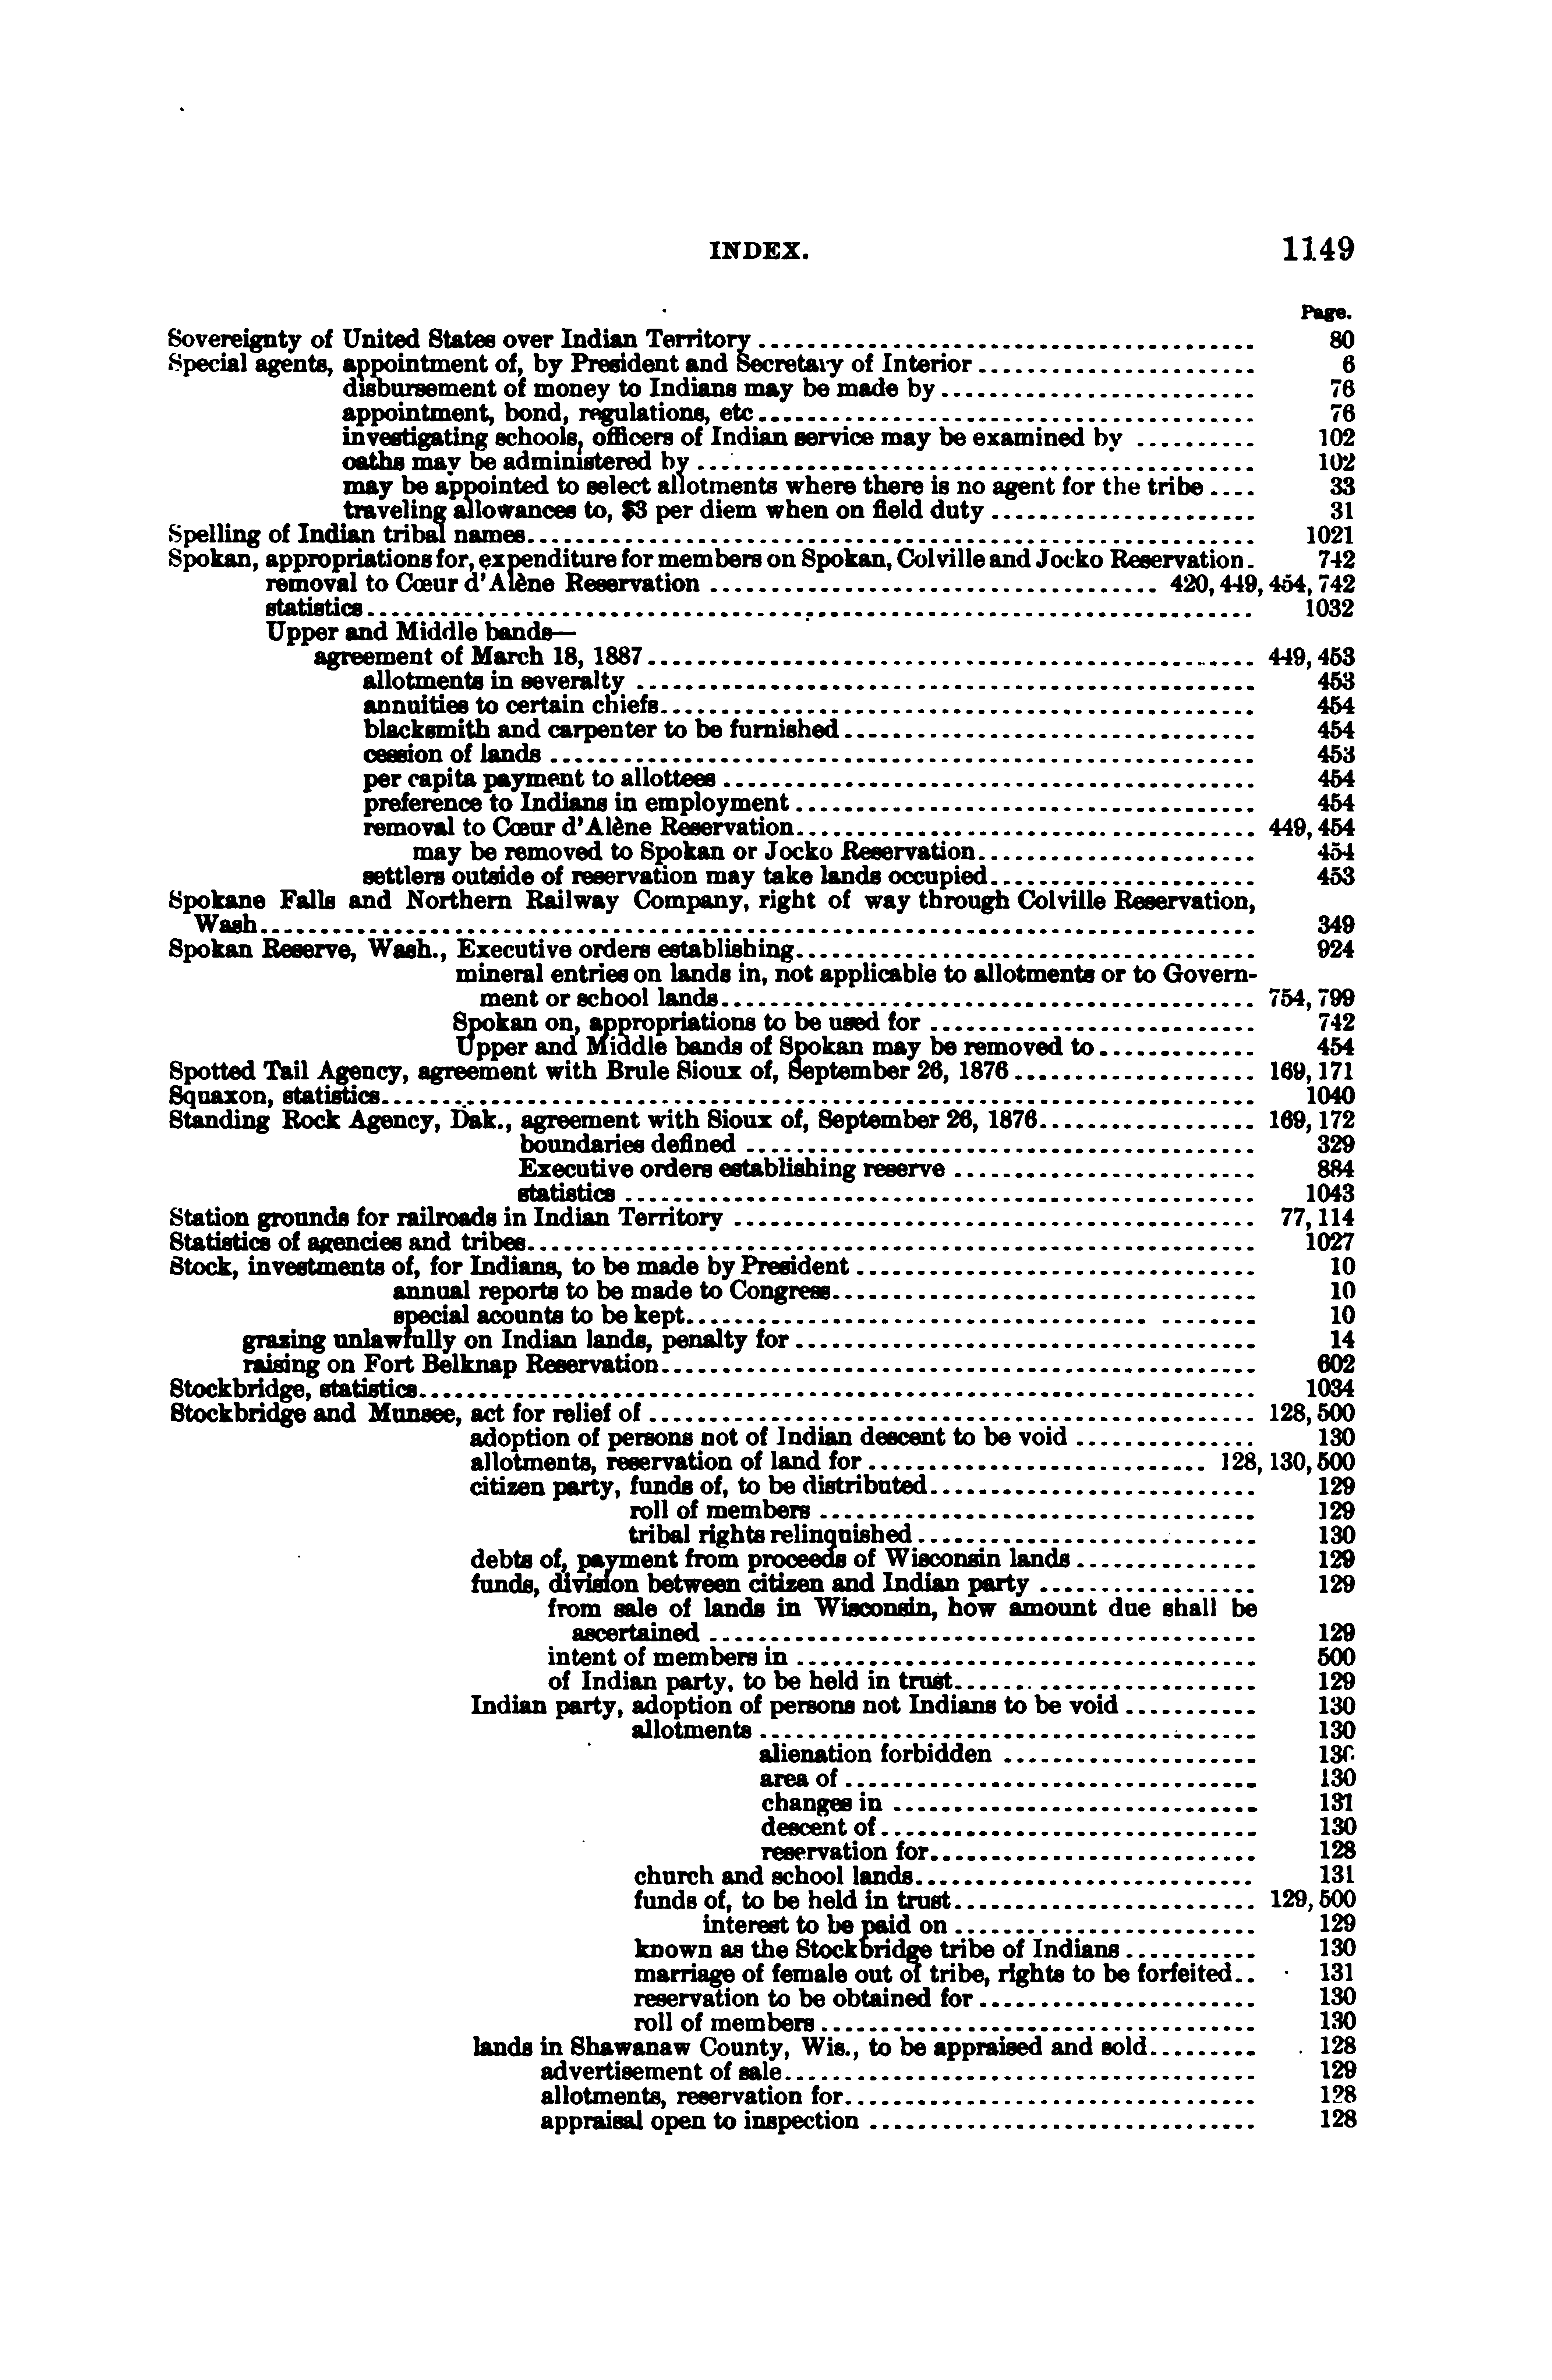 INDEX. 1149
Page.
Sovereignty of United States over Indian Territory 80
Special agents, appointment of, by President and Secretary of Interior 6
disbursement of money to Indians may be made by 76
appointment, bond, regulations, etc 76
investigating schools, officers of Indian service may be examined by 102
oaths may be administered by 102
may be appointed to select allotments where there is no agent for the tribe 33
traveling allowances to, $3 per diem when on field duty 31
Spelling of Indian tribal names 1021
Spokan, appropriations for, expenditure for members on Spokan, Colville and Jocko Reservation 742
removal to Cœur d'Alène Reservation 420, 449, 454, 742
statistics 1032
Upper and Middle bands—
agreement of March 18, 1887 449, 453
allotments in severalty 453
annuities to certain chiefs 454
blacksmith and carpenter to be furnished 454
cession of lands 453
per capita payment to allottees 454
preference to Indians in employment 454
removal to Cœur d'Alène Reservation 449, 454
may be removed to Spokan or Jocko Reservation 454
settlers outside of reservation may take lands occupied 453
Spokane Falls and Northern Railway Company, right of way through Colville Reservation,
Wash 349
Spokan Reserve, Wash., Executive orders establishing 924
mineral entries on lands in, not applicable to allotments or to Govern-
ment or school lands 754, 799
Spokan on, appropriations to be used for 742
Upper and Middle bands of Spokan may be removed to 454
Spotted Tail Agency, agreement with Brule Sioux of, September 26, 1876 169, 171
Squaxon, statistics 1040
Standing Rock Agency, Dak., agreement with Sioux of, September 26, 1876 169, 172
boundaries defined 329
Executive orders establishing reserve 884
statistics 1043
Station grounds for railroads in Indian Territory 77, 114
Statistics of agencies and tribes 1027
Stock, investments of, for Indians, to be made by President 10
annual reports to be made to Congress 10
special acounts to be kept 10
grazing unlawfully on Indian lands, penalty for 14
raising on Fort Belknap Reservation 602
Stockbridge, statistics 1034
Stockbridge and Munsee, act for relief of 128, 500
adoption of persons not of Indian descent to be void 130
allotments, reservation of land for 128, 130, 500
citizen party, funds of, to be distributed 129
roll of members 129
tribal rights relinquished 130
debts of, payment from proceeds of Wisconsin lands 129
funds, division between citizen and Indian party 129
from sale of lands in Wisconsin, how amount due shall be
ascertained 129
intent of members in 500
of Indian party, to be held in trust 129
Indian party, adoption of persons not Indians to be void 130
allotments 130
alienation forbidden 130
area of 130
changes in 131
descent of 130
reservation for 128
church and school lands 131
funds of, to be held in trust 129, 500
interest to be paid on 129
known as the Stockbridge tribe of Indians 130
marriage of female out of tribe, rights to be forfeited 131
reservation to be obtained for 130
roll of members 130
lands in Shawanaw County, Wis., to be appraised and sold 128
advertisement of sale 129
allotments, reservation for 128
appraisal open to inspection 128